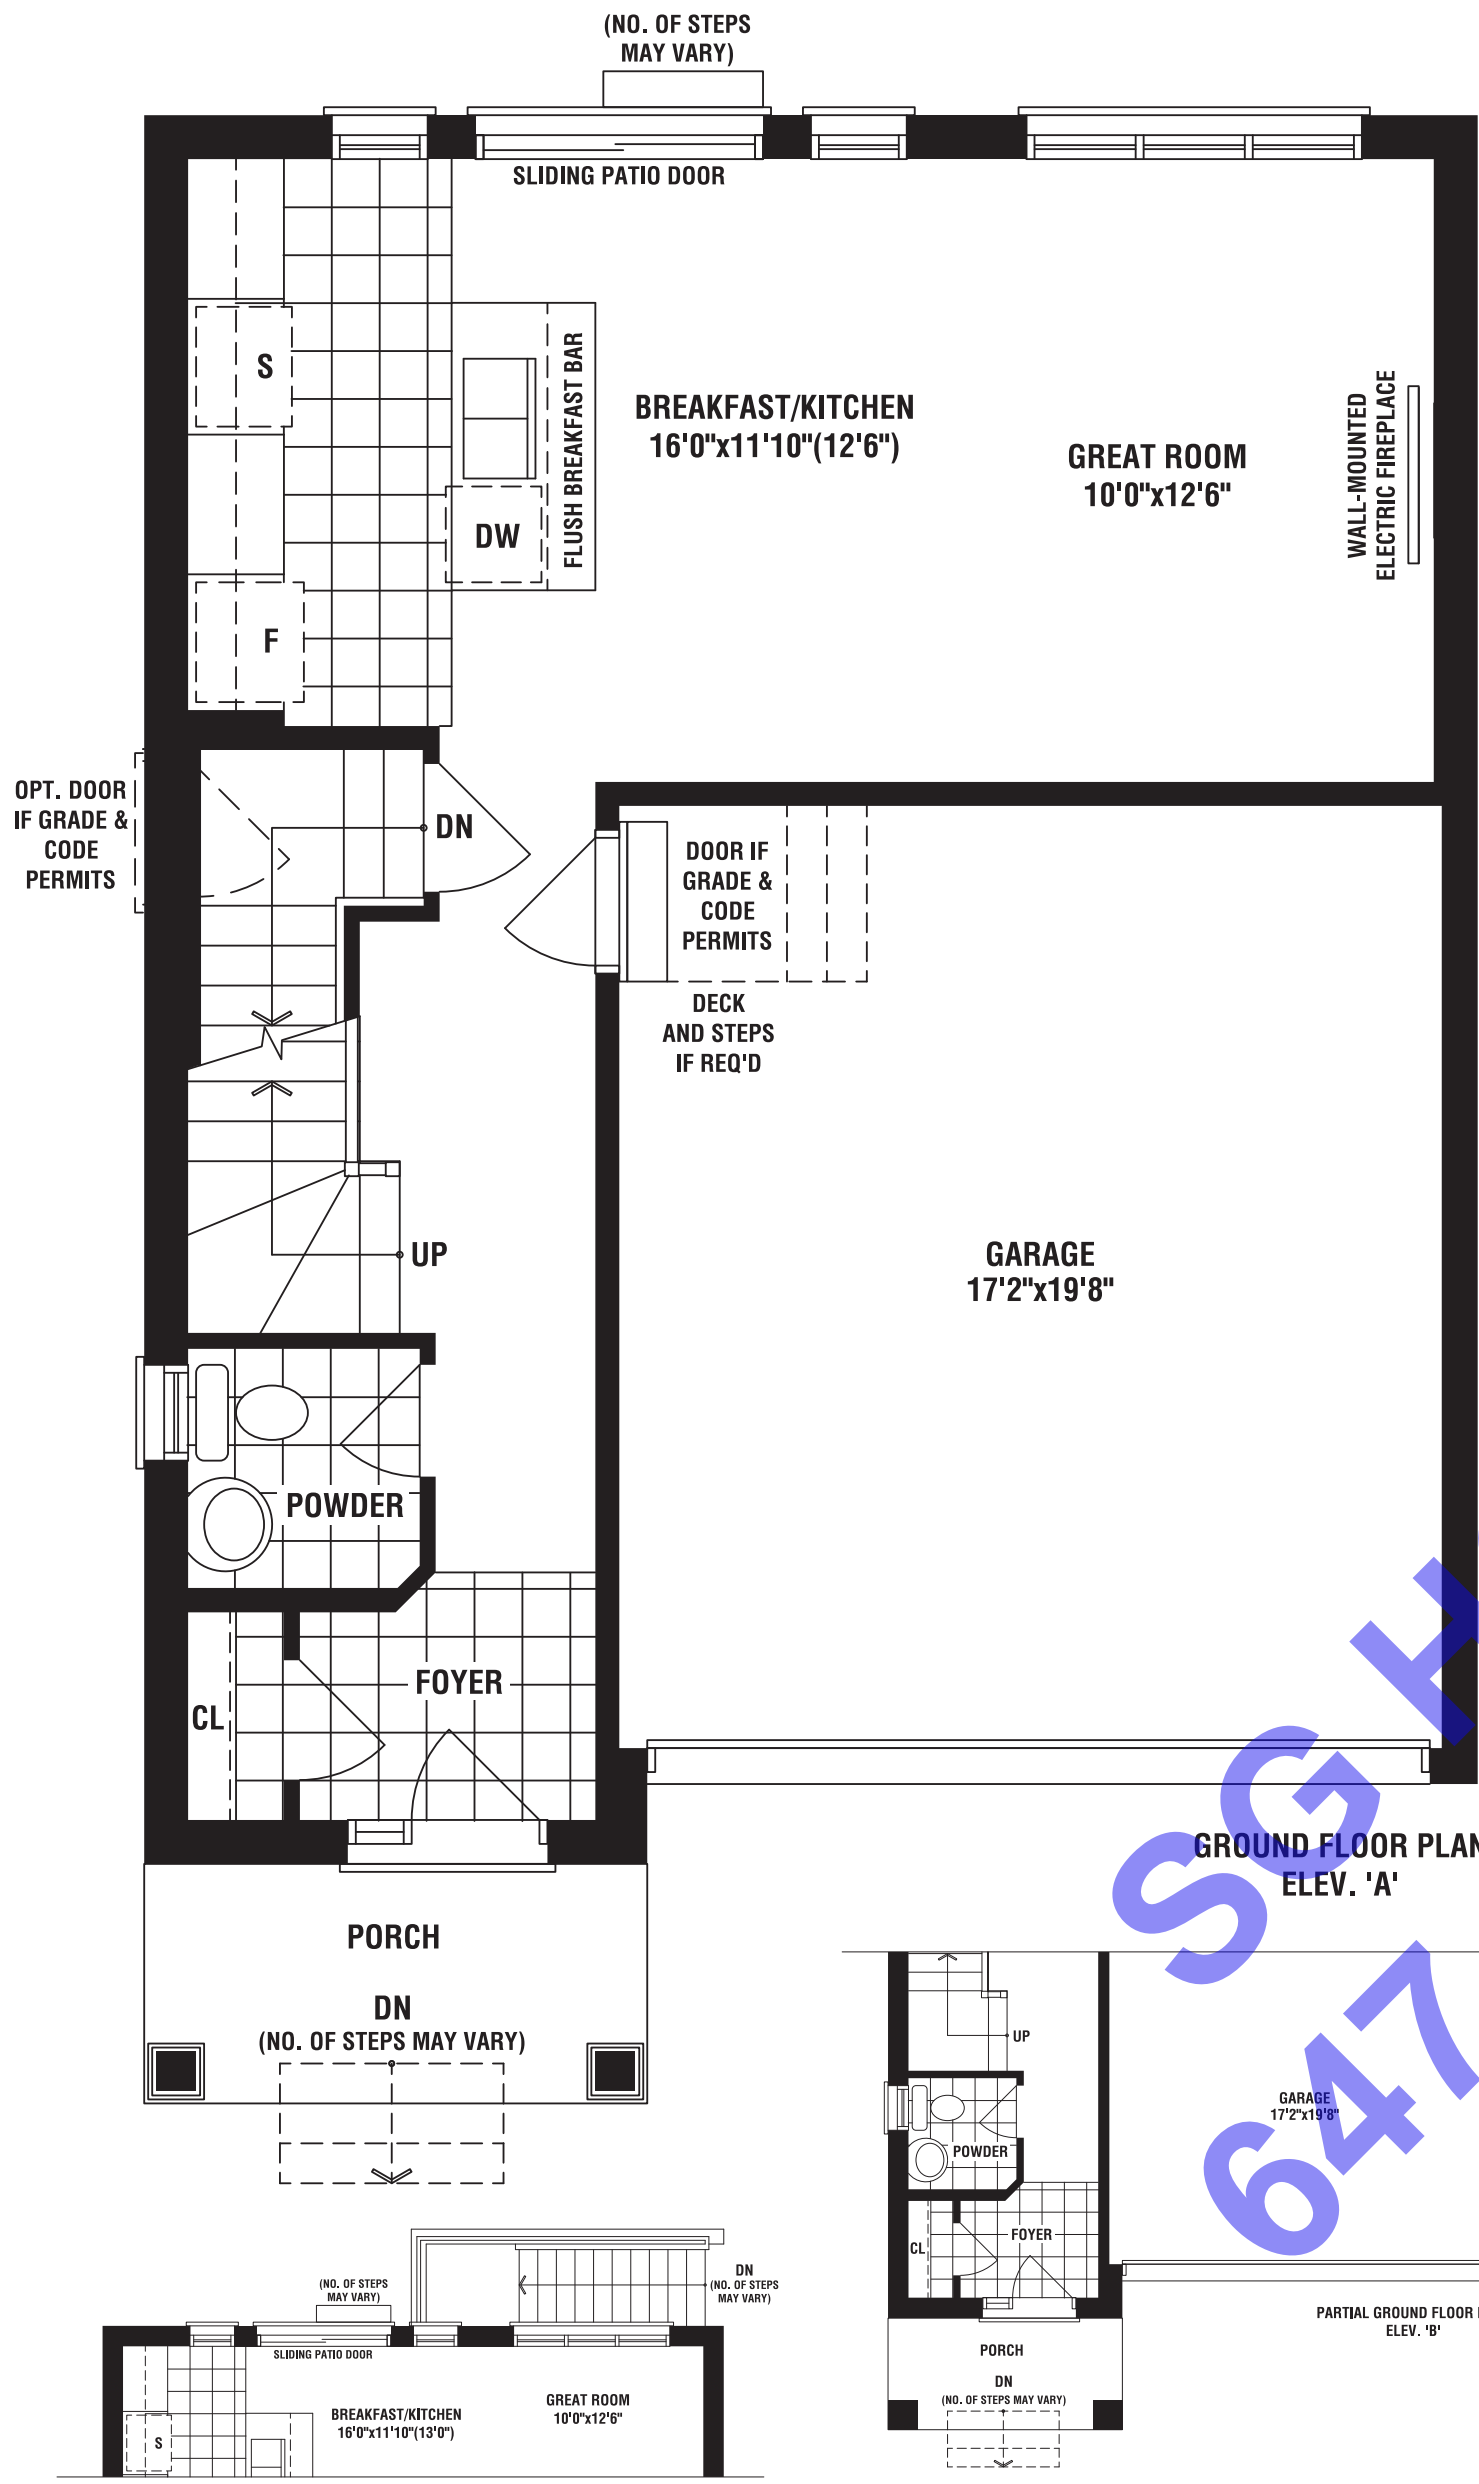 (NO. OF STEPS
MAY VARY)
SLIDING PATIO DOOR
S
FLUSH BREAKFAST BAR
DW
F
BREAKFAST/KITCHEN
16'0"x11'10"(12'6")
GREAT ROOM
10'0"x12'6"
WALL-MOUNTED
ELECTRIC FIREPLACE
OPT. DOOR
IF GRADE &
CODE
PERMITS
DN
DOOR IF
GRADE &
CODE
PERMITS
DECK
AND STEPS
IF REQ'D
UP
GARAGE
17'2"x19'8"
POWDER
FOYER
CL
GROUND FLOOR PLAN
ELEV. 'A'
PORCH
DN
(NO. OF STEPS MAY VARY)
SG H
647
UP
GARAGE
17'2"x19'8"
POWDER
FOYER
CL
PARTIAL GROUND FLOOR
ELEV. 'B'
PORCH
DN
(NO. OF STEPS MAY VARY)
(NO. OF STEPS
MAY VARY)
DN
(NO. OF STEPS
MAY VARY)
SLIDING PATIO DOOR
BREAKFAST/KITCHEN
16'0"x11'10"(13'0")
GREAT ROOM
10'0"x12'6"
S